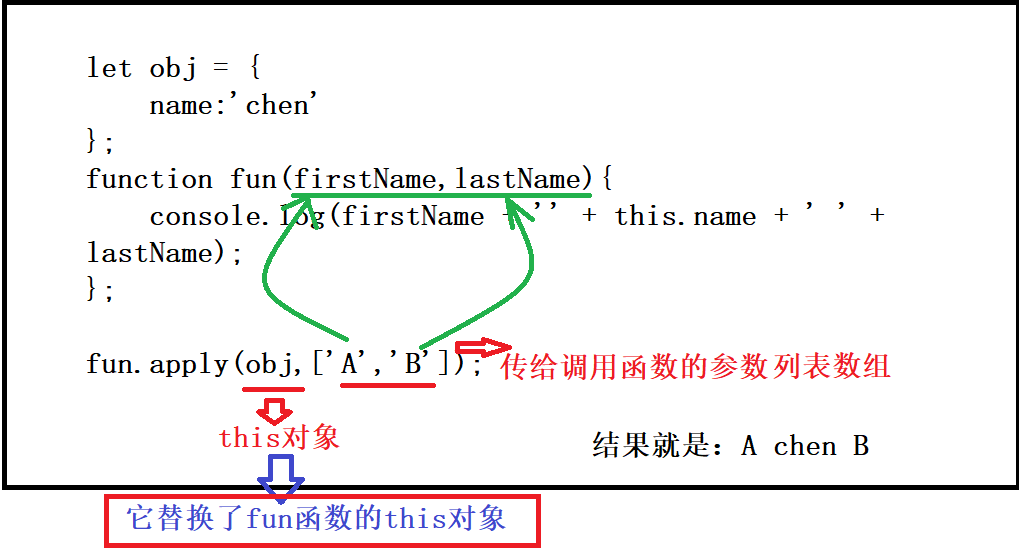 let obj = {
name:'chen'
};
function fun(firstName,lastName){
console.log(firstName + '' + this.name + ' ' +
lastName);
};
fun.apply(obj,['A','B']);
传给调用函数的参数列表数组
this对象
结果就是：A chen B
它替换了fun函数的this对象